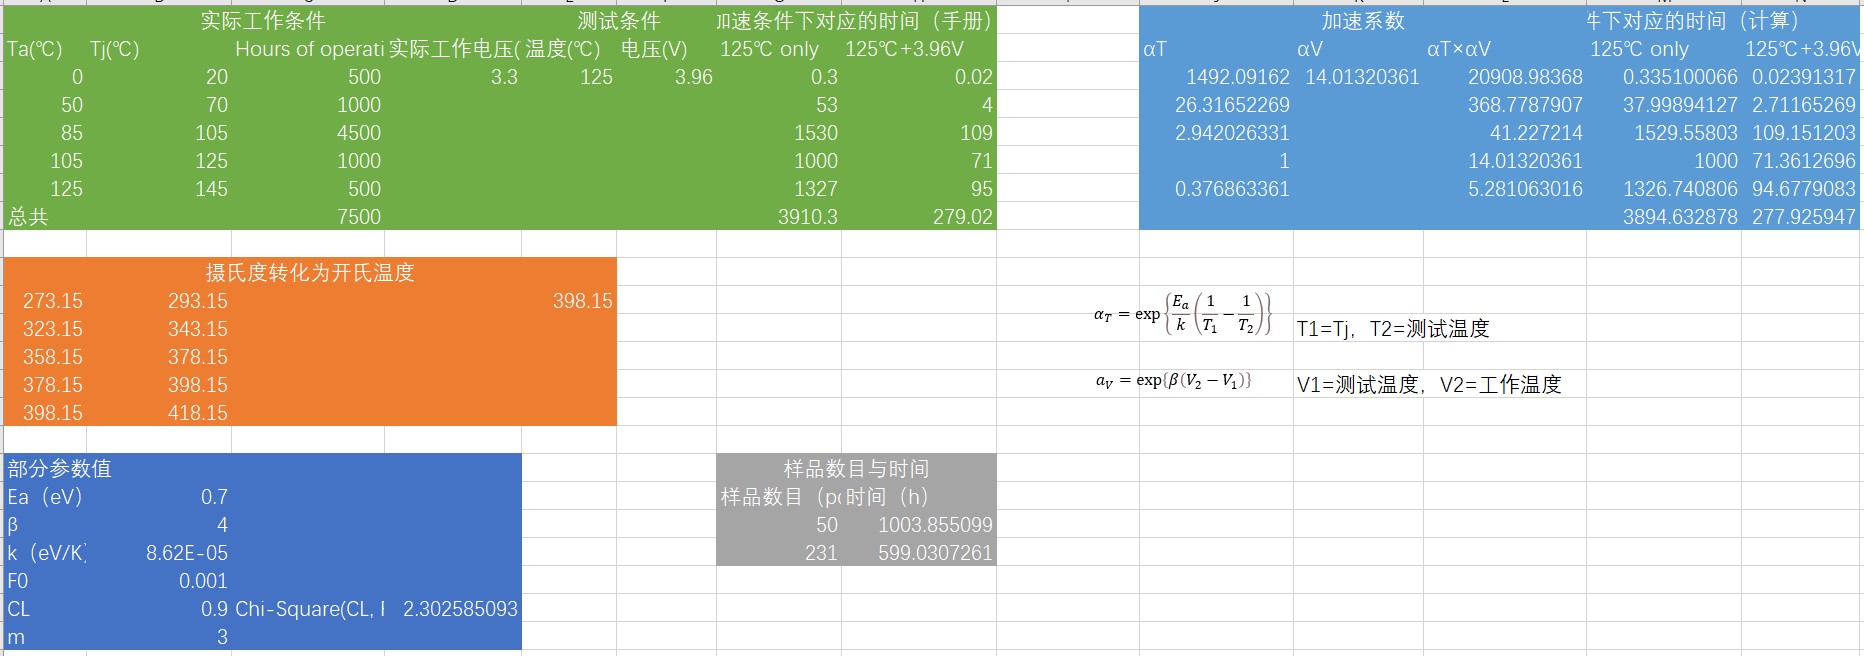 实际工作条件 测试条件 加速条件下对应的时间（手册） 加速系数 件下对应的时间（计算）
Ta(℃) Tj(℃) Hours of operati 实际工作电压( 温度(℃) 电压(V) 125℃ only 125℃+3.96V αT αV αT×αV 125℃ only 125℃+3.96V
0 20 500 3.3 125 3.96 0.3 0.02 1492.09162 14.01320361 20908.98368 0.335100066 0.02391317
50 70 1000 53 4 26.31652269 368.7787907 37.99894127 2.71165269
85 105 4500 1530 109 2.942026331 41.227214 1529.55803 109.151203
105 125 1000 1000 71 1 14.01320361 1000 71.3612696
125 145 500 1327 95 0.376863361 5.281063016 1326.740806 94.6779083
总共 7500 3910.3 279.02 3894.632878 277.925947
摄氏度转化为开氏温度
273.15 293.15 398.15
323.15 343.15
358.15 378.15
378.15 398.15
398.15 418.15
α_T = exp{E_a/k (1/T_1 − 1/T_2)} T1=Tj，T2=测试温度
a_V = exp{β(V_2 − V_1)} V1=测试温度，V2=工作温度
部分参数值 样品数目与时间
Ea（eV） 0.7 样品数目（p 时间（h）
β 4 50 1003.855099
k（eV/K） 8.62E-05 231 599.0307261
F0 0.001
CL 0.9 Chi-Square(CL, 2.302585093
m 3